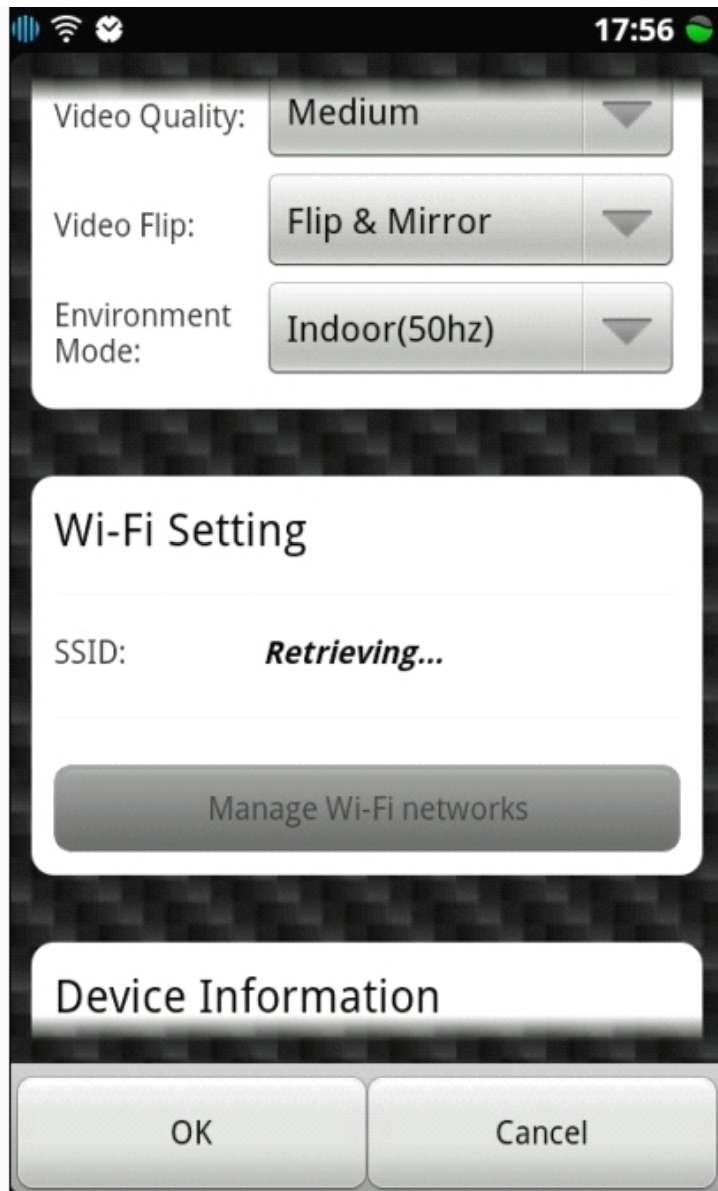 17:56
Video Quality: Medium
Video Flip: Flip & Mirror
Environment Mode: Indoor(50hz)
Wi-Fi Setting
SSID: Retrieving...
Manage Wi-Fi networks
Device Information
OK Cancel